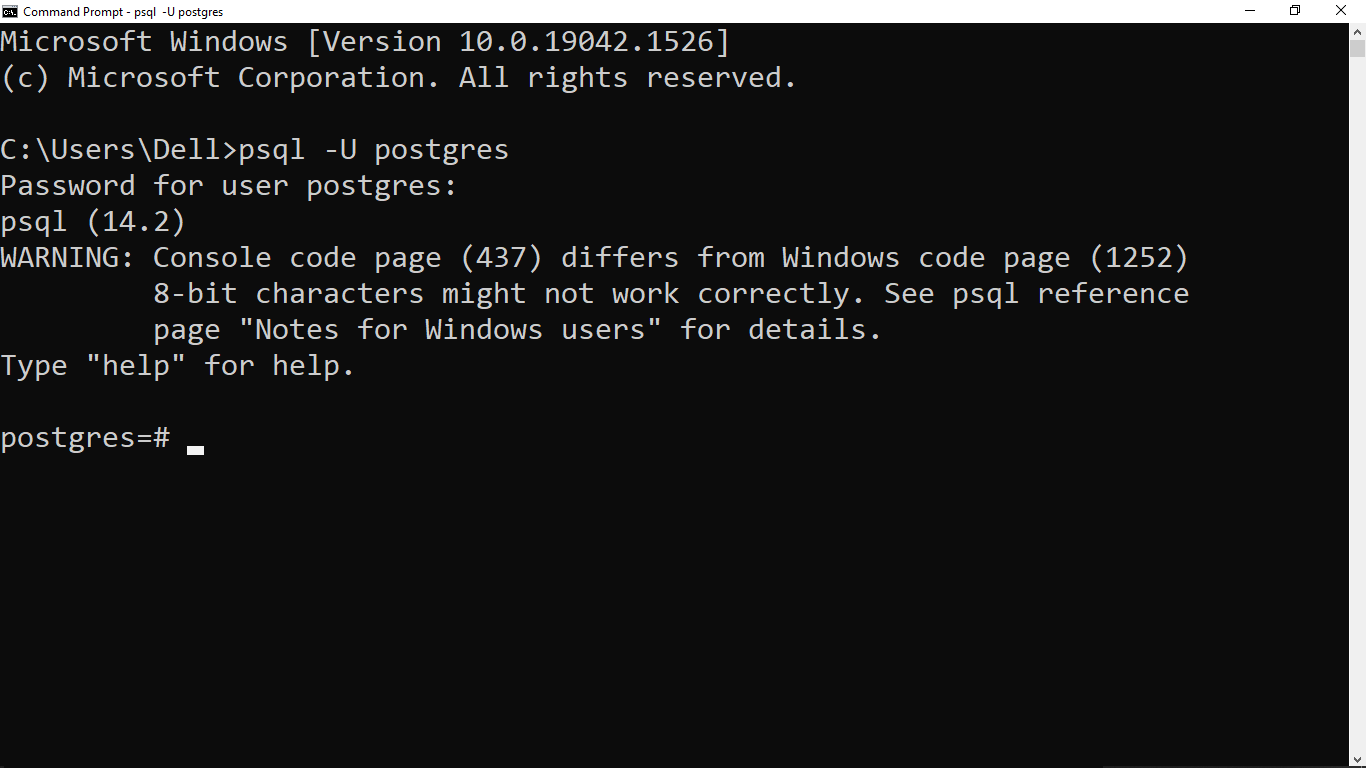 Command Prompt - psql  -U postgres
Microsoft Windows [Version 10.0.19042.1526]
(c) Microsoft Corporation. All rights reserved.
C:\Users\Dell>psql -U postgres
Password for user postgres:
psql (14.2)
WARNING: Console code page (437) differs from Windows code page (1252)
         8-bit characters might not work correctly. See psql reference
         page "Notes for Windows users" for details.
Type "help" for help.
postgres=#